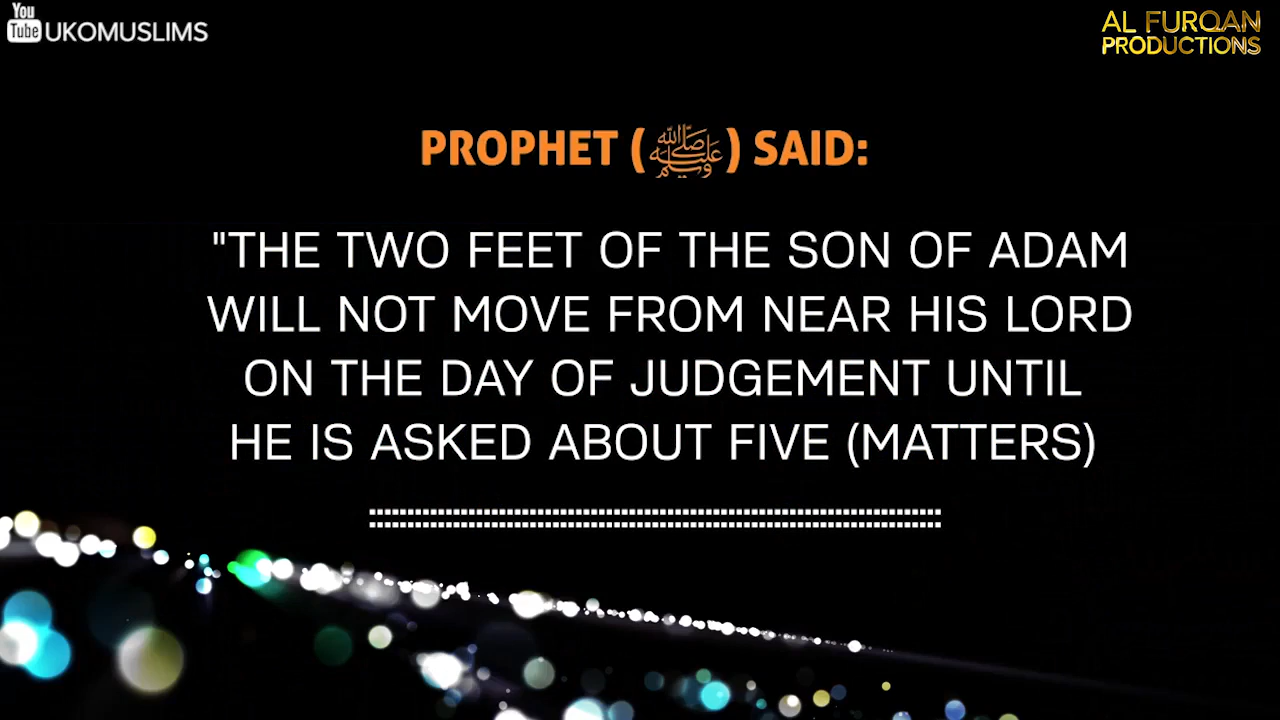 You
Tube UKOMUSLIMS
AL FURQAN
PRODUCTIONS
PROPHET (ﷺ) SAID:
"THE TWO FEET OF THE SON OF ADAM
WILL NOT MOVE FROM NEAR HIS LORD
ON THE DAY OF JUDGEMENT UNTIL
HE IS ASKED ABOUT FIVE (MATTERS)